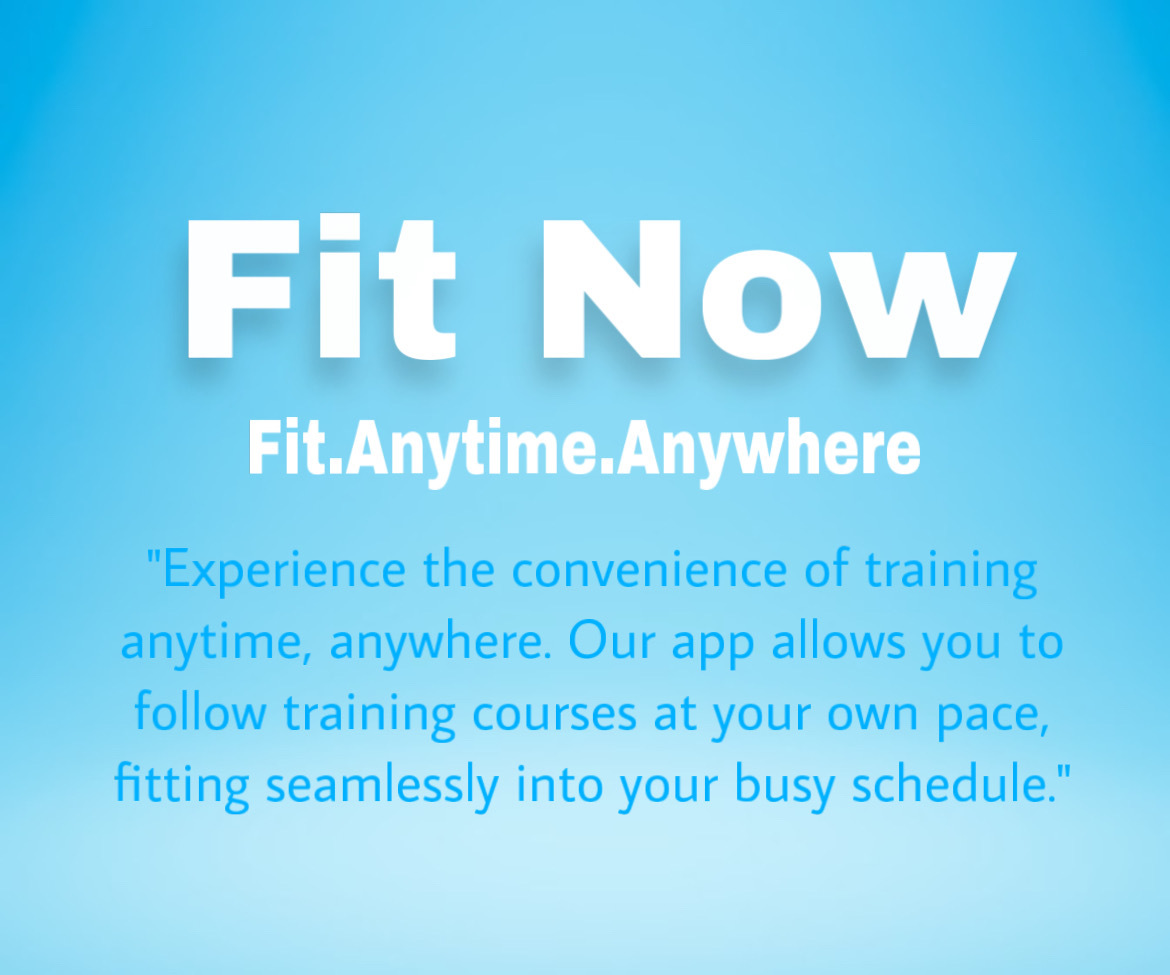 Fit Now
Fit.Anytime.Anywhere
"Experience the convenience of training
anytime, anywhere. Our app allows you to
follow training courses at your own pace,
fitting seamlessly into your busy schedule."